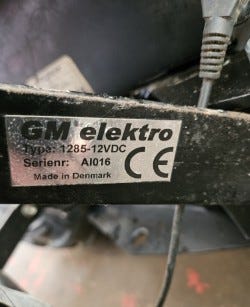 GM elektro
Type: 1285-12VDC
Serienr: AI016
Made in Denmark CE